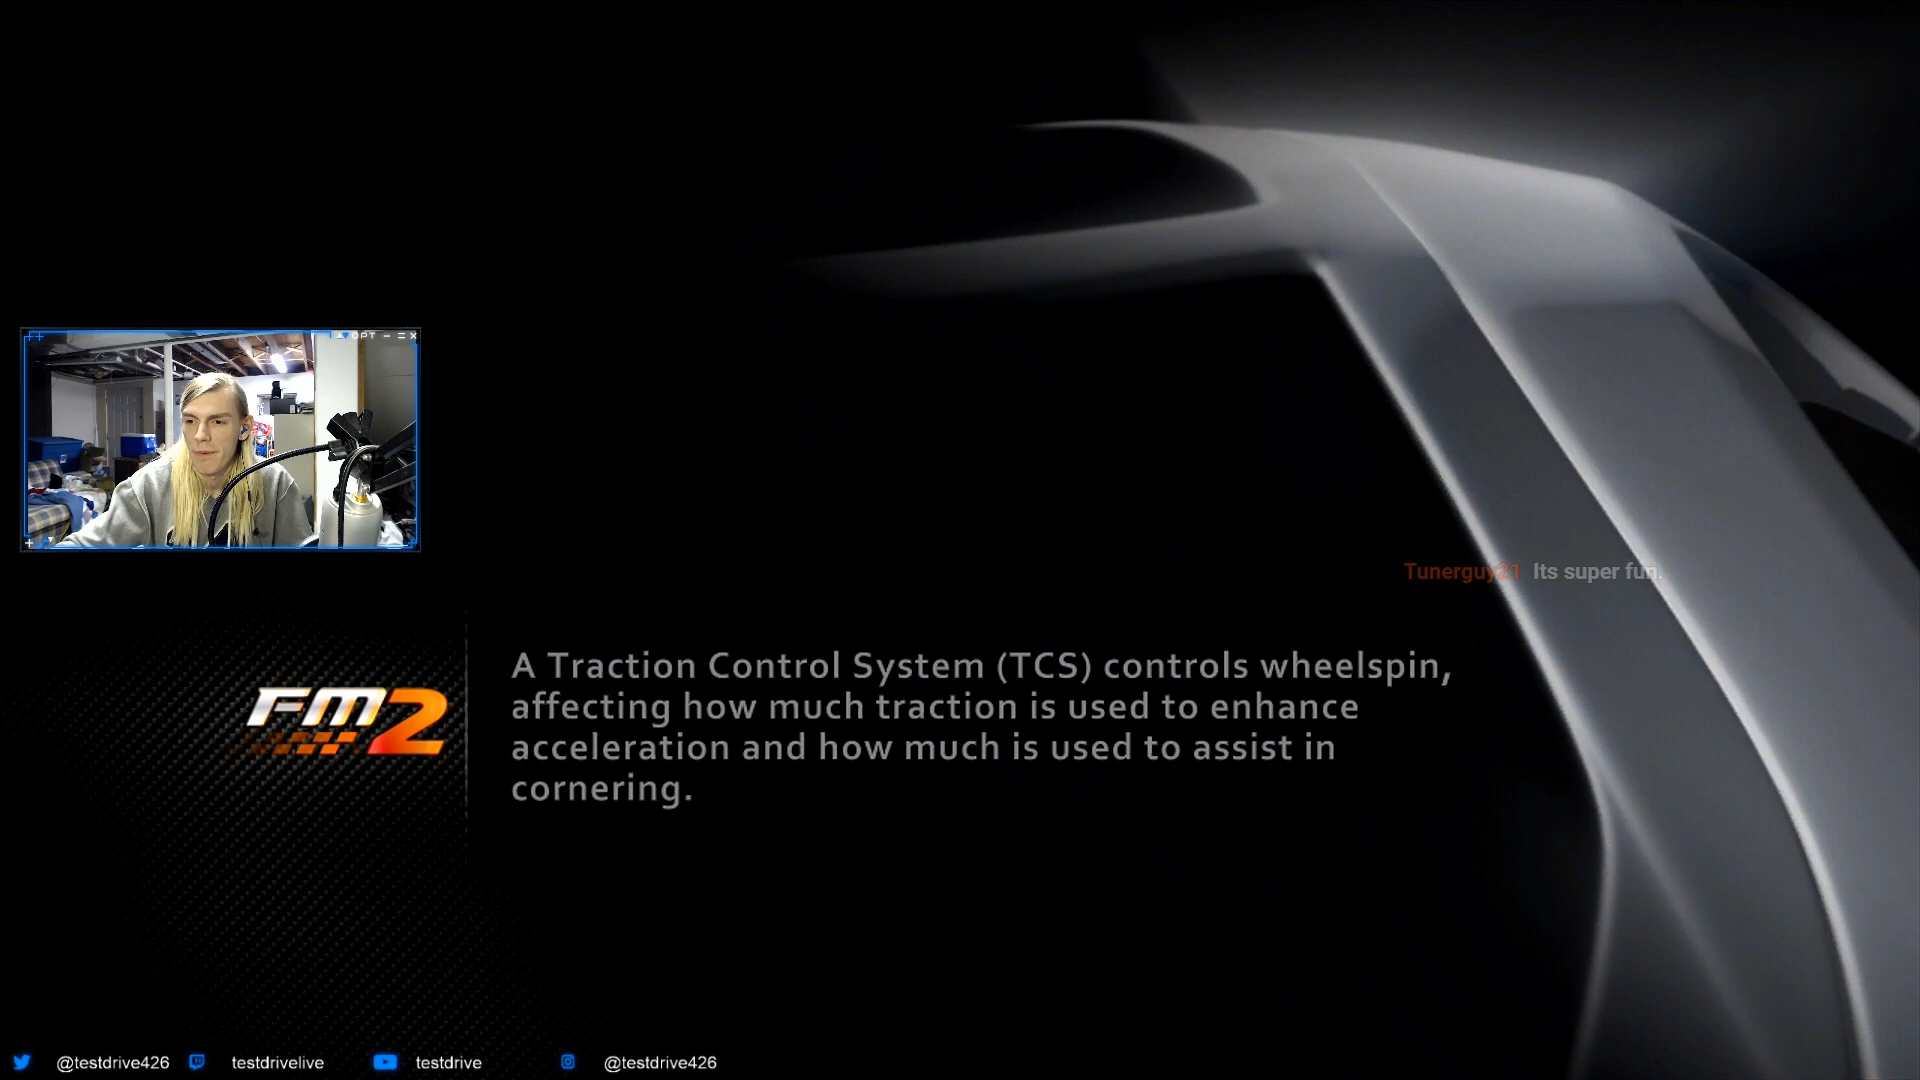 OPT
Tunerguy21 Its super fun.
FM2
A Traction Control System (TCS) controls wheelspin,
affecting how much traction is used to enhance
acceleration and how much is used to assist in
cornering.
@testdrive426 testdrivelive testdrive @testdrive426